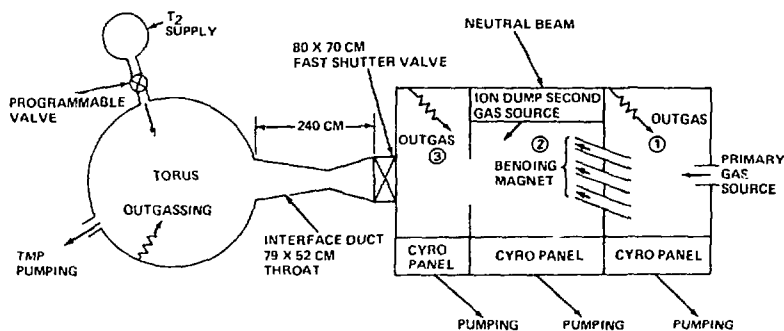 T2
SUPPLY
PROGRAMMABLE
VALVE
TORUS
OUTGASSING
TMP
PUMPING
240 CM
INTERFACE DUCT
79 X 52 CM
THROAT
80 X 70 CM
FAST SHUTTER VALVE
NEUTRAL BEAM
ION DUMP SECOND
GAS SOURCE
OUTGAS
③
②
BENDING
MAGNET
OUTGAS
①
PRIMARY
GAS
SOURCE
CYRO
PANEL
CYRO PANEL
CYRO PANEL
PUMPING
PUMPING
PUMPING